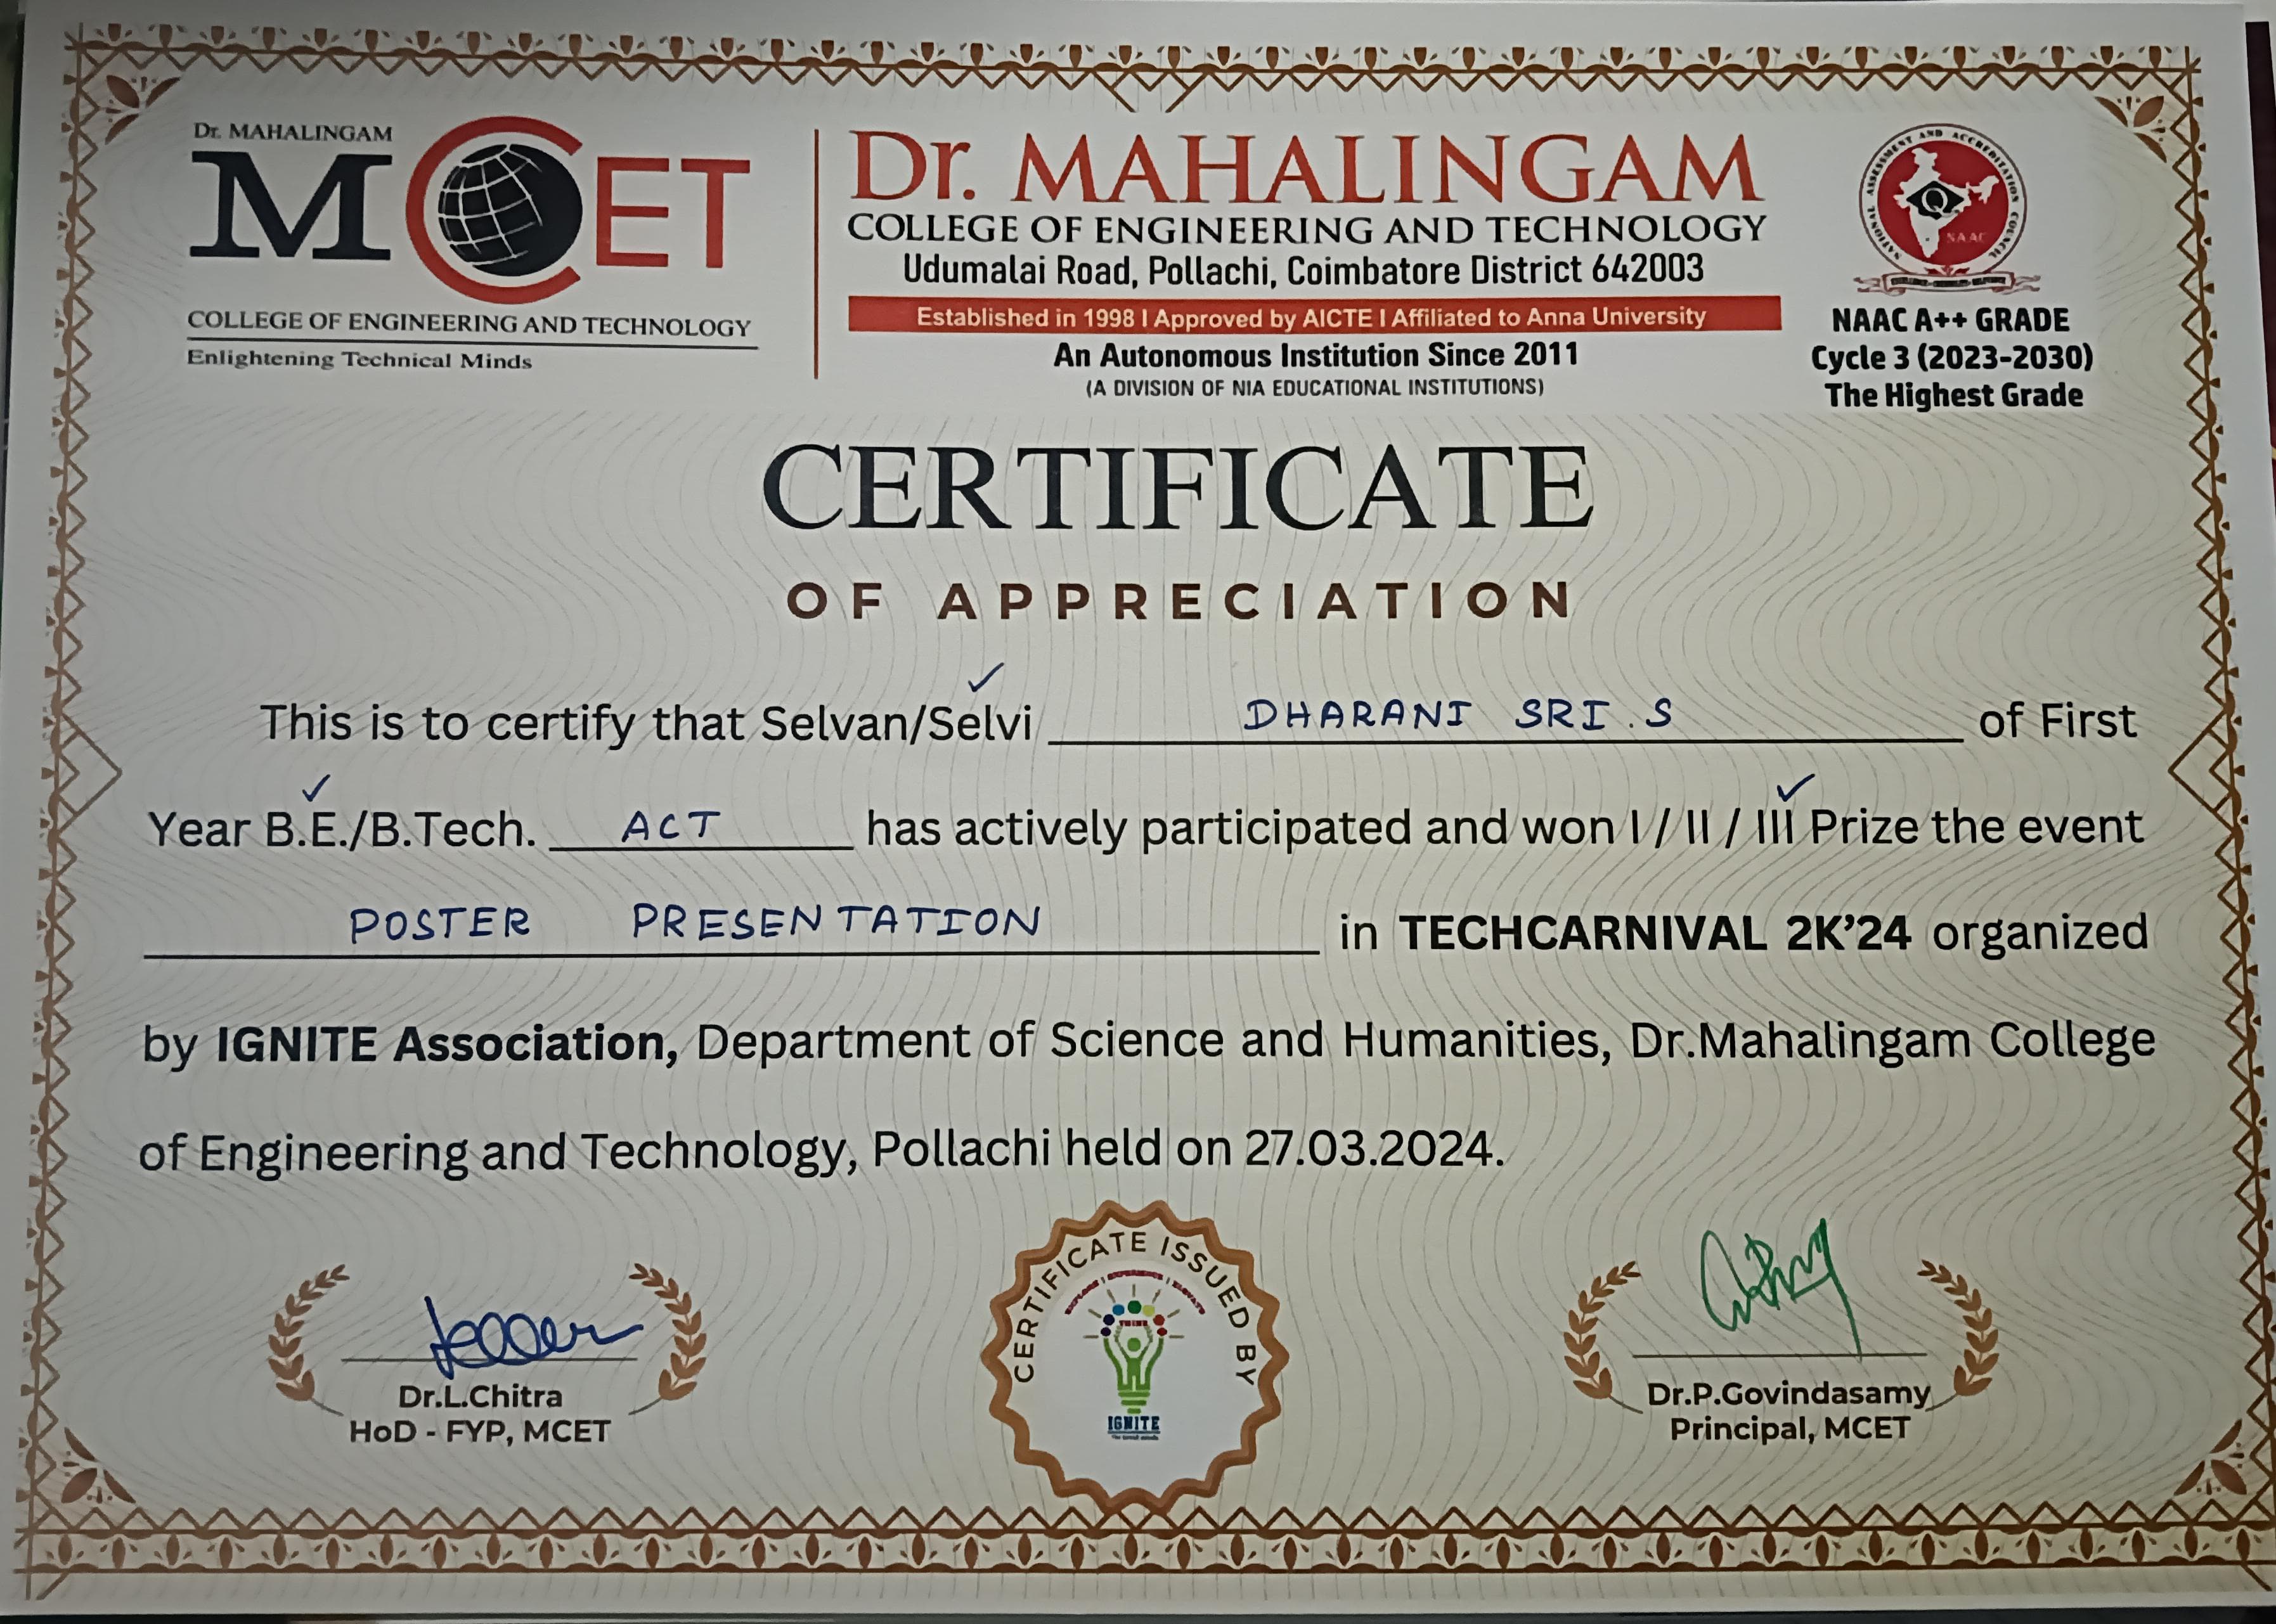 Dr. MAHALINGAM
MCET
COLLEGE OF ENGINEERING AND TECHNOLOGY
Enlightening Technical Minds
Dr. MAHALINGAM
COLLEGE OF ENGINEERING AND TECHNOLOGY
Udumalai Road, Pollachi, Coimbatore District 642003
Established in 1998 I Approved by AICTE I Affiliated to Anna University
An Autonomous Institution Since 2011
(A DIVISION OF NIA EDUCATIONAL INSTITUTIONS)
NATIONAL ASSESSMENT AND ACCREDITATION COUNCIL
Q
NAAC
NAAC A++ GRADE
Cycle 3 (2023-2030)
The Highest Grade
CERTIFICATE
OF APPRECIATION
This is to certify that Selvan/Selvi DHARANI SRI.S of First
Year B.E./B.Tech. ACT has actively participated and won I / II / III Prize the event
POSTER PRESENTATION in TECHCARNIVAL 2K'24 organized
by IGNITE Association, Department of Science and Humanities, Dr.Mahalingam College
of Engineering and Technology, Pollachi held on 27.03.2024.
Dr.L.Chitra
HoD - FYP, MCET
CERTIFICATE ISSUED BY
THINK
IGNITE
Dr.P.Govindasamy
Principal, MCET